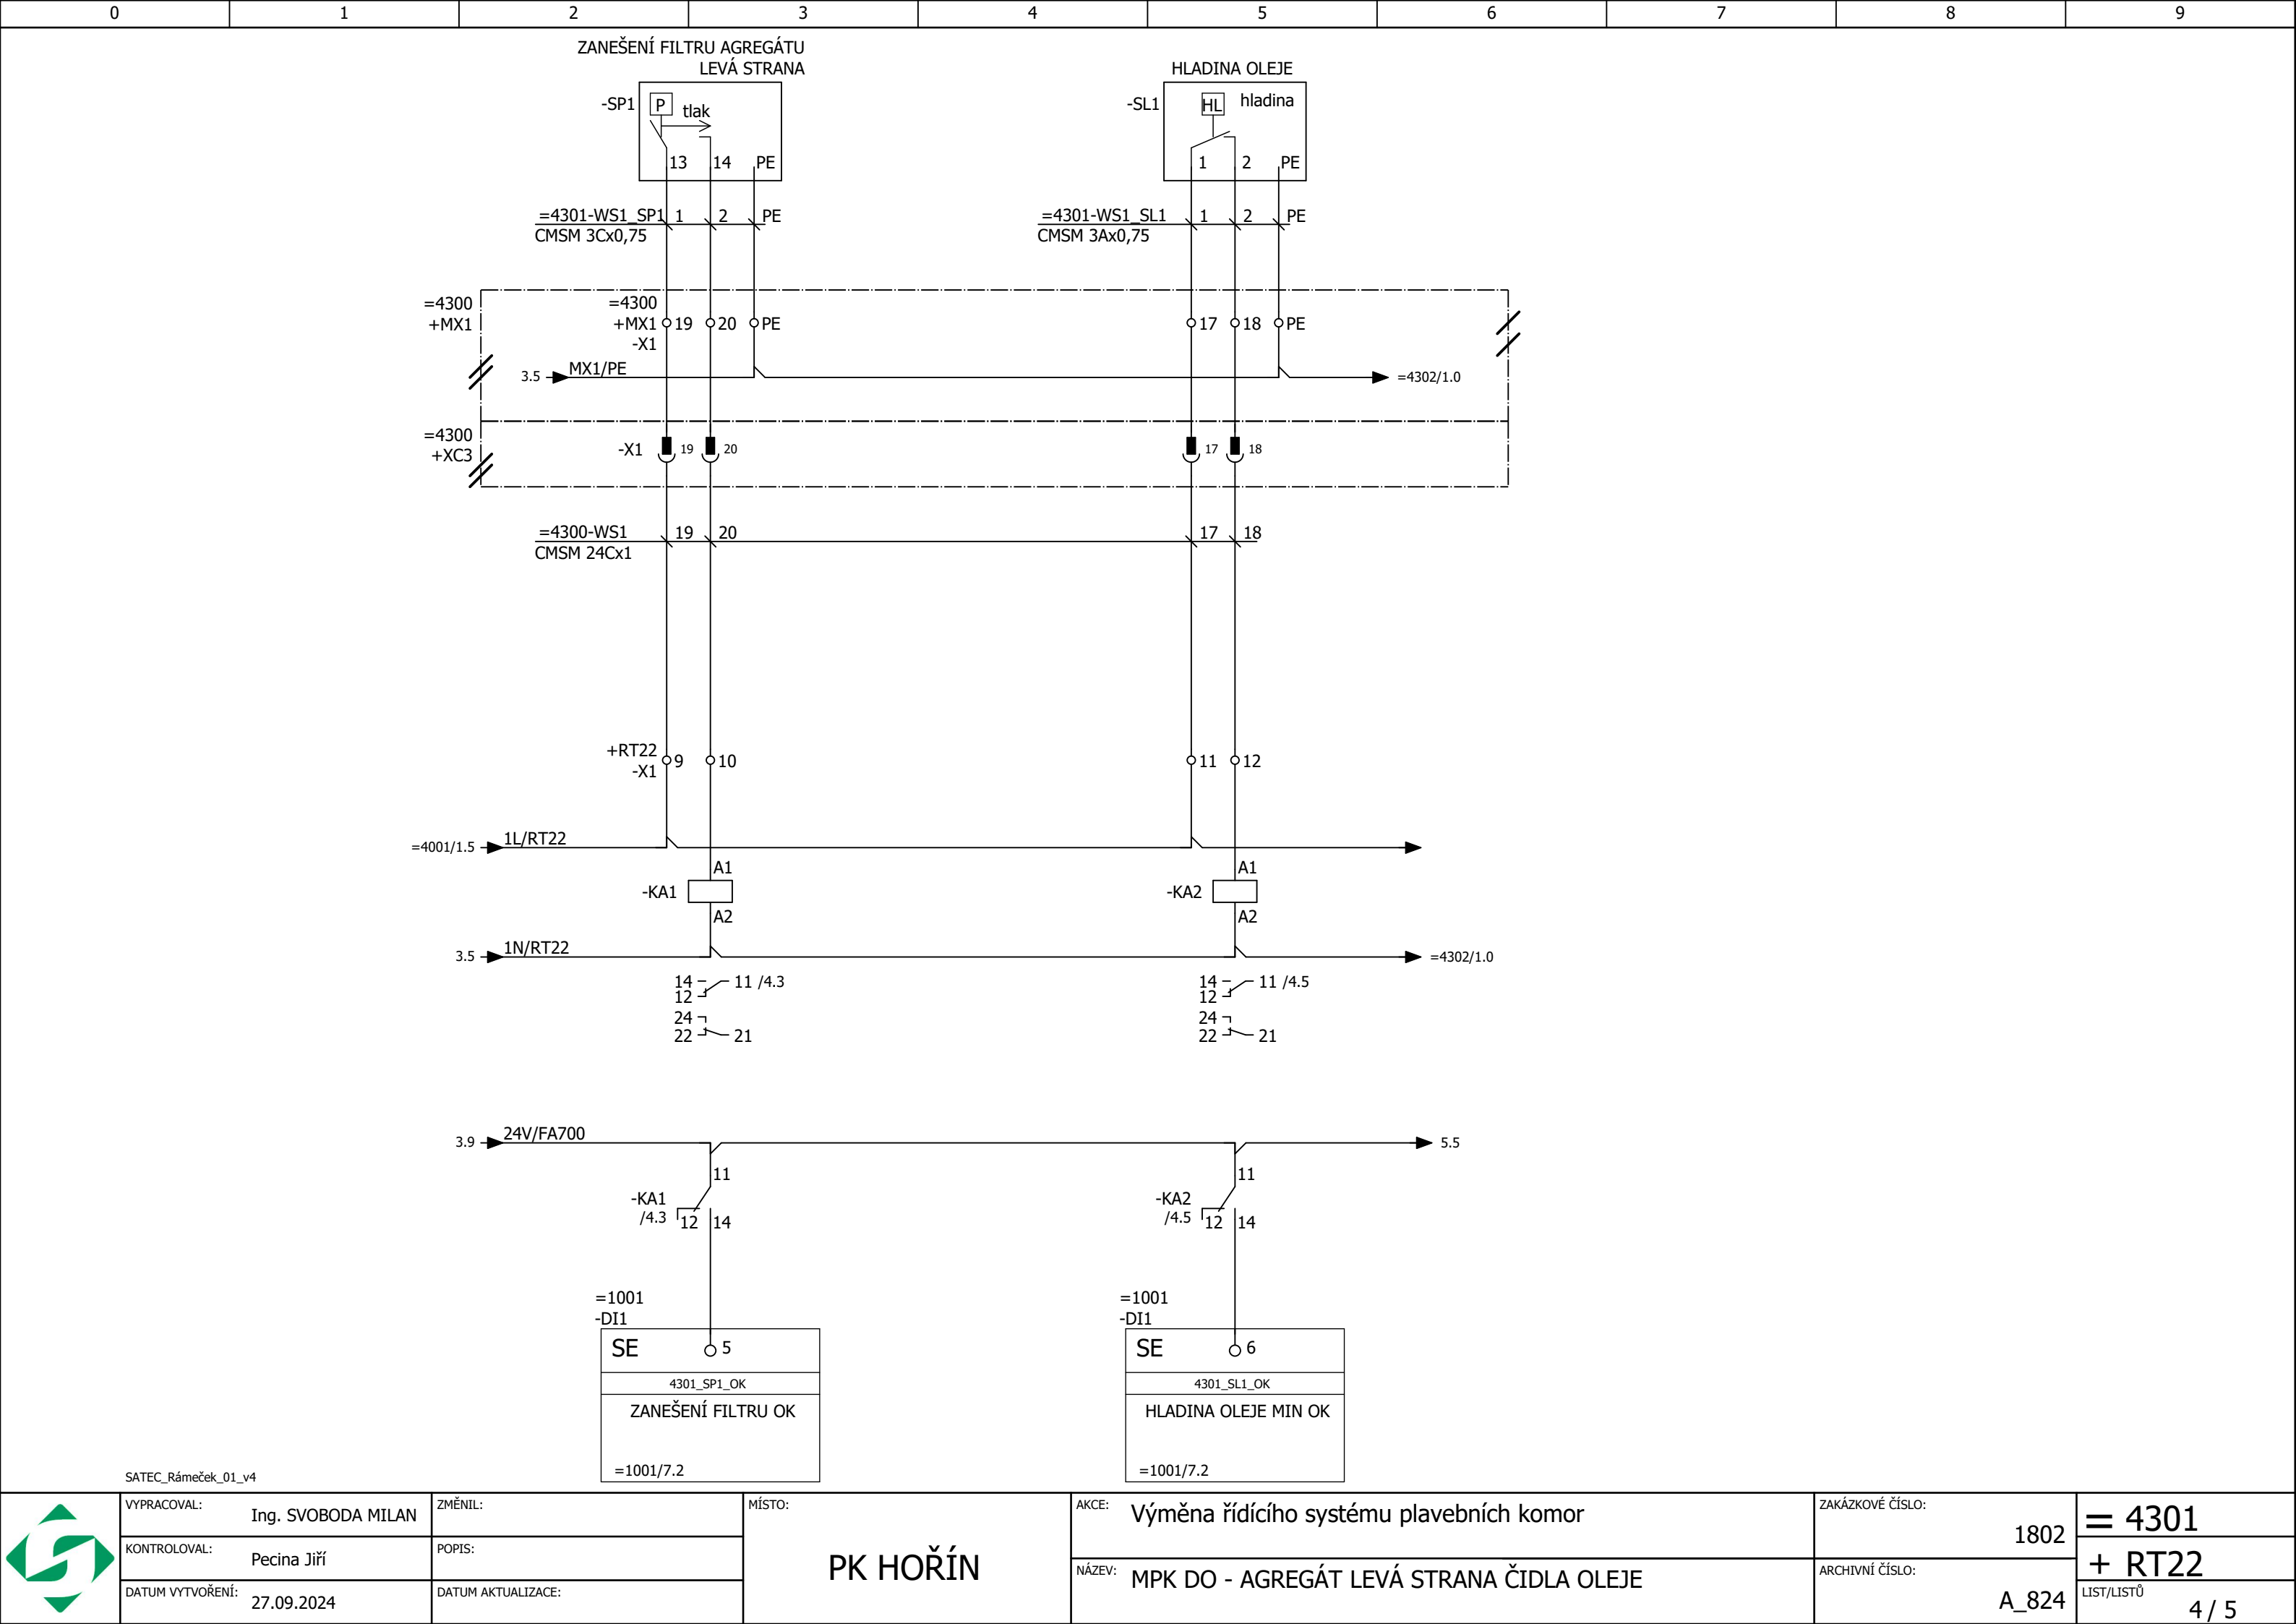 0 1 2 3 4 5 6 7 8 9
ZANEŠENÍ FILTRU AGREGÁTU
LEVÁ STRANA
HLADINA OLEJE
-SP1 P tlak
13 14 PE
-SL1 HL hladina
1 2 PE
=4301-WS1_SP1 1 2 PE
CMSM 3Cx0,75
=4301-WS1_SL1 1 2 PE
CMSM 3Ax0,75
=4300
+MX1
=4300
+MX1 19 20 PE 17 18 PE
-X1
3.5 MX1/PE =4302/1.0
=4300
+XC3
-X1 19 20 17 18
=4300-WS1 19 20 17 18
CMSM 24Cx1
+RT22
-X1 9 10 11 12
=4001/1.5 1L/RT22
A1 A1
-KA1 -KA2
A2 A2
3.5 1N/RT22 =4302/1.0
14 11 /4.3 14 11 /4.5
12 12
24 24
22 21 22 21
3.9 24V/FA700 5.5
11 11
-KA1 -KA2
/4.3 12 14 /4.5 12 14
=1001 =1001
-DI1 -DI1
SE 5 SE 6
4301_SP1_OK 4301_SL1_OK
ZANEŠENÍ FILTRU OK HLADINA OLEJE MIN OK
=1001/7.2 =1001/7.2
SATEC_Rámeček_01_v4
VYPRACOVAL: Ing. SVOBODA MILAN
KONTROLOVAL: Pecina Jiří
DATUM VYTVOŘENÍ: 27.09.2024
ZMĚNIL:
POPIS:
DATUM AKTUALIZACE:
MÍSTO:
PK HOŘÍN
AKCE: Výměna řídícího systému plavebních komor
NÁZEV: MPK DO - AGREGÁT LEVÁ STRANA ČIDLA OLEJE
ZAKÁZKOVÉ ČÍSLO:
1802
ARCHIVNÍ ČÍSLO:
A_824
= 4301
+ RT22
LIST/LISTŮ
4 / 5